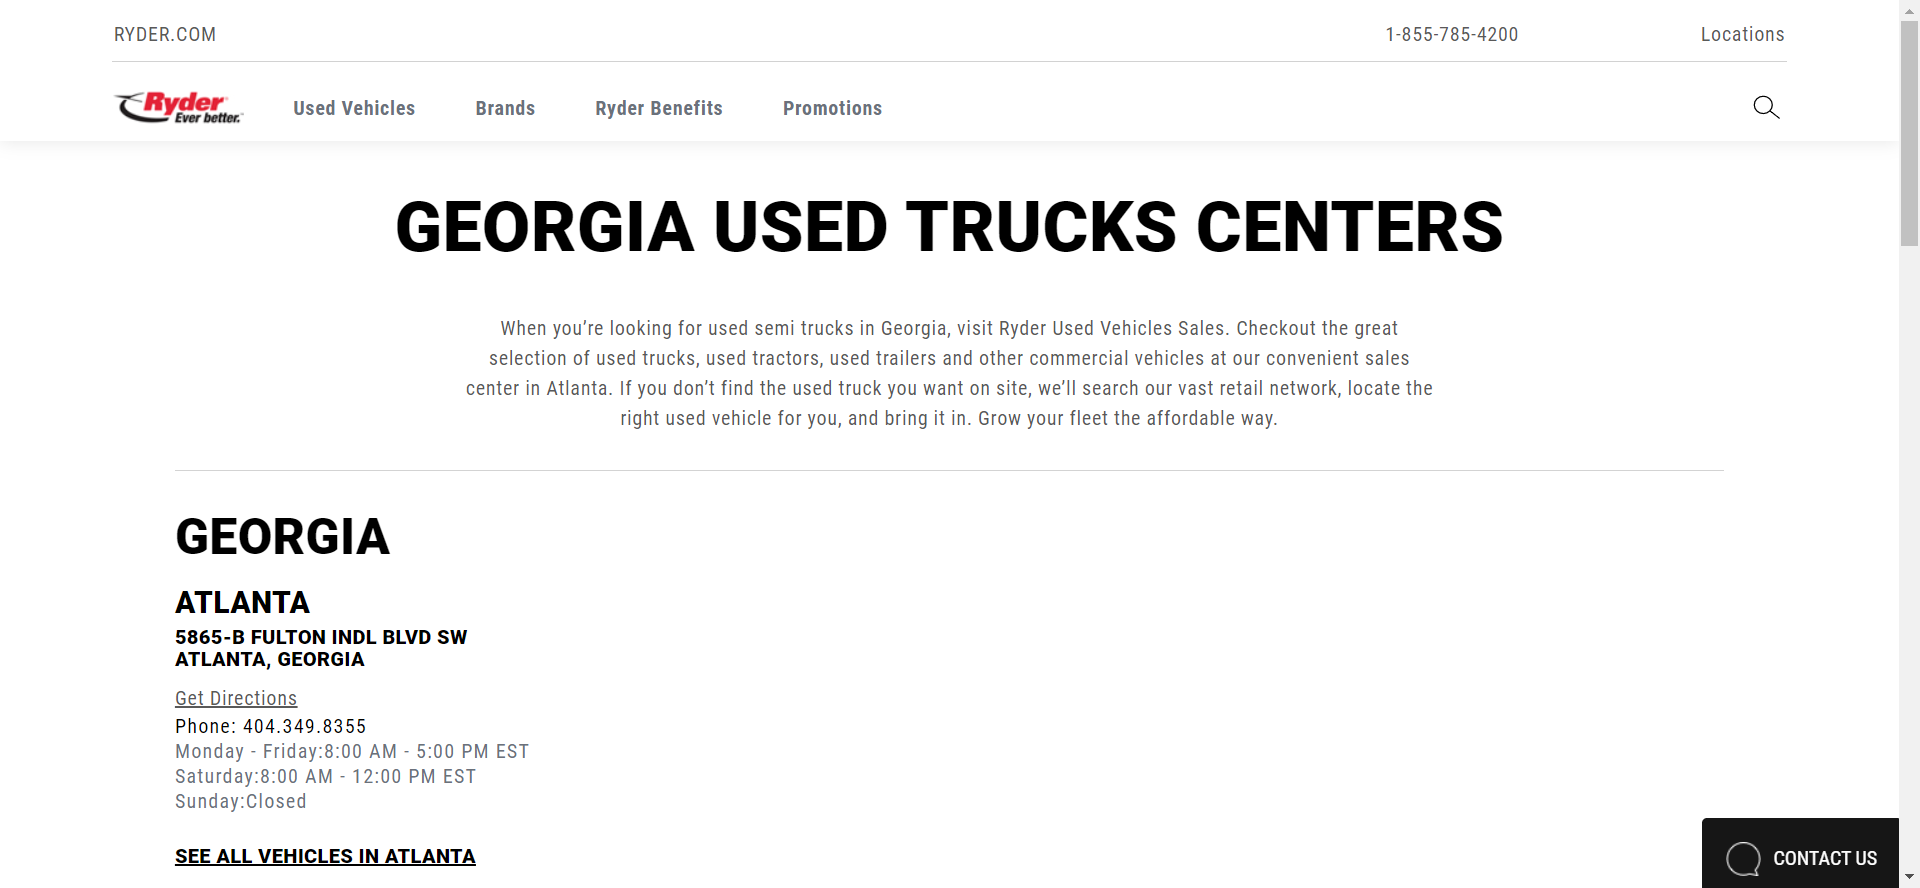 RYDER.COM
1-855-785-4200
Locations
Ryder
Ever better.™
Used Vehicles
Brands
Ryder Benefits
Promotions
GEORGIA USED TRUCKS CENTERS
When you’re looking for used semi trucks in Georgia, visit Ryder Used Vehicles Sales. Checkout the great
selection of used trucks, used tractors, used trailers and other commercial vehicles at our convenient sales
center in Atlanta. If you don’t find the used truck you want on site, we’ll search our vast retail network, locate the
right used vehicle for you, and bring it in. Grow your fleet the affordable way.
GEORGIA
ATLANTA
5865-B FULTON INDL BLVD SW
ATLANTA, GEORGIA
Get Directions
Phone: 404.349.8355
Monday - Friday:8:00 AM - 5:00 PM EST
Saturday:8:00 AM - 12:00 PM EST
Sunday:Closed
SEE ALL VEHICLES IN ATLANTA
CONTACT US